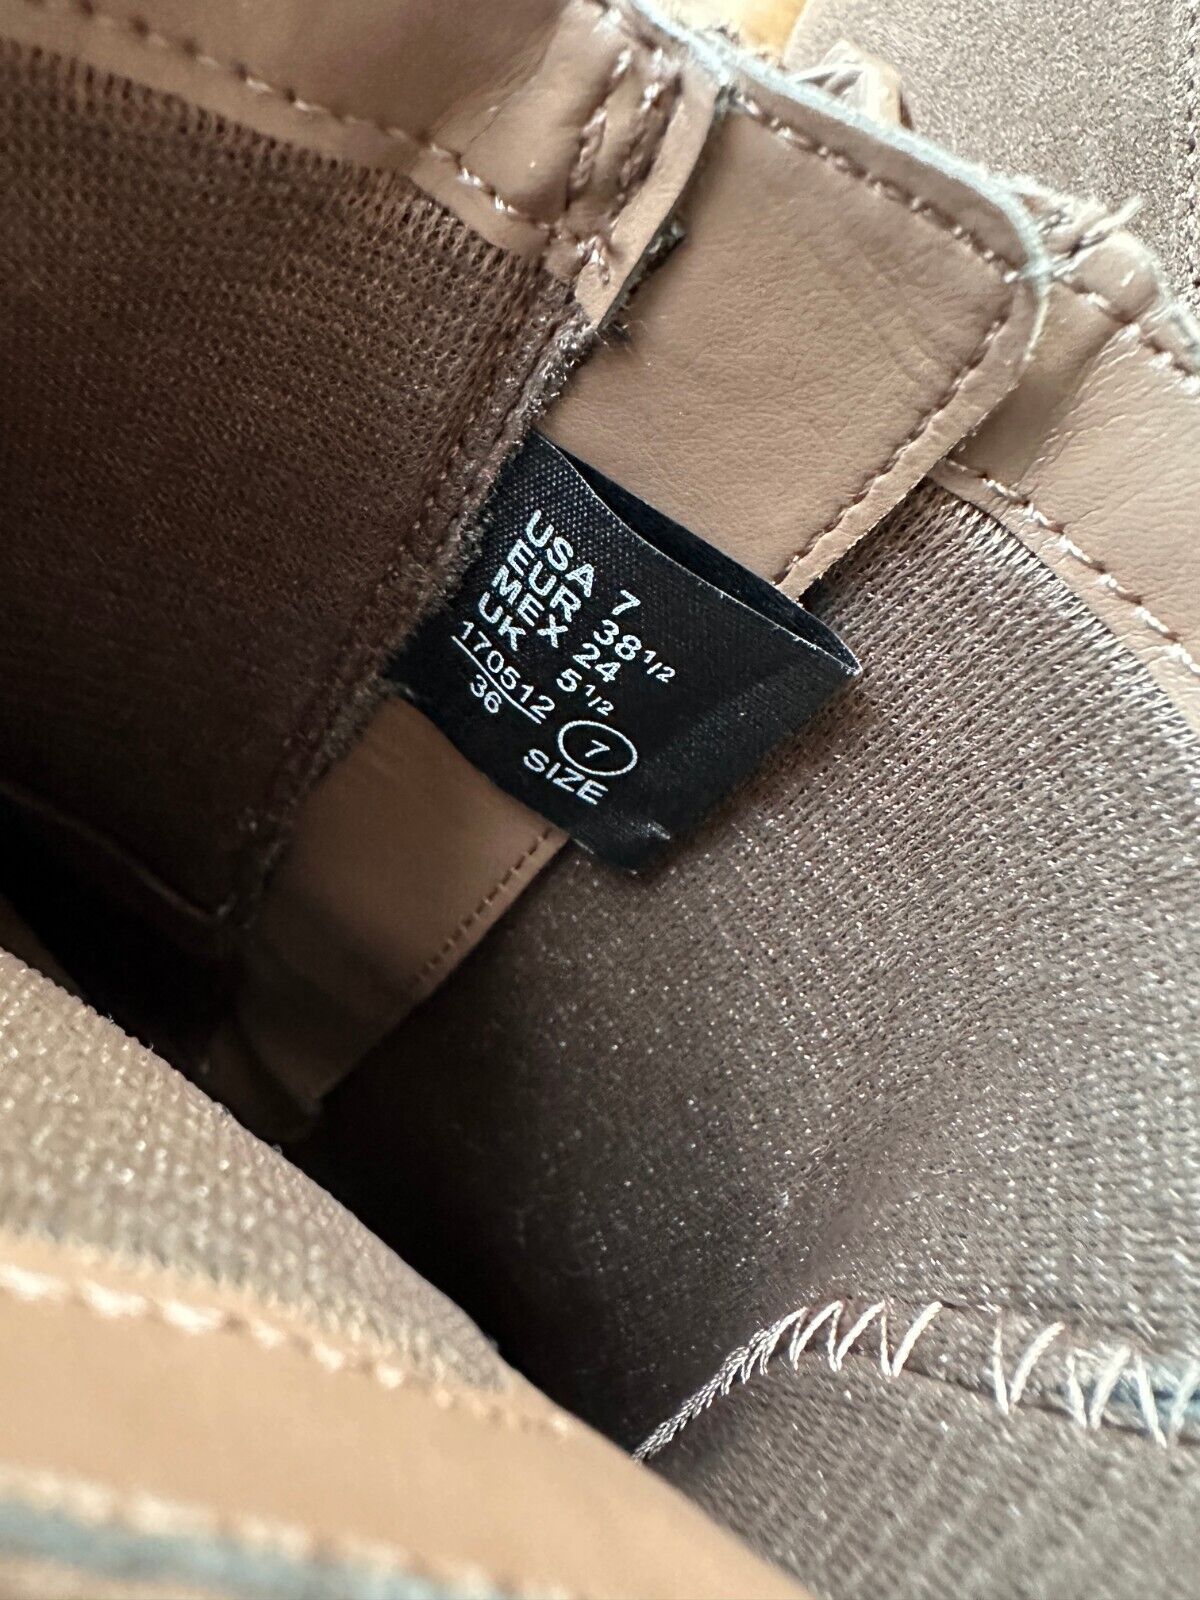 USA 7
EUR 38 1/2
MEX 24
UK 5 1/2
170512
36
7
SIZE